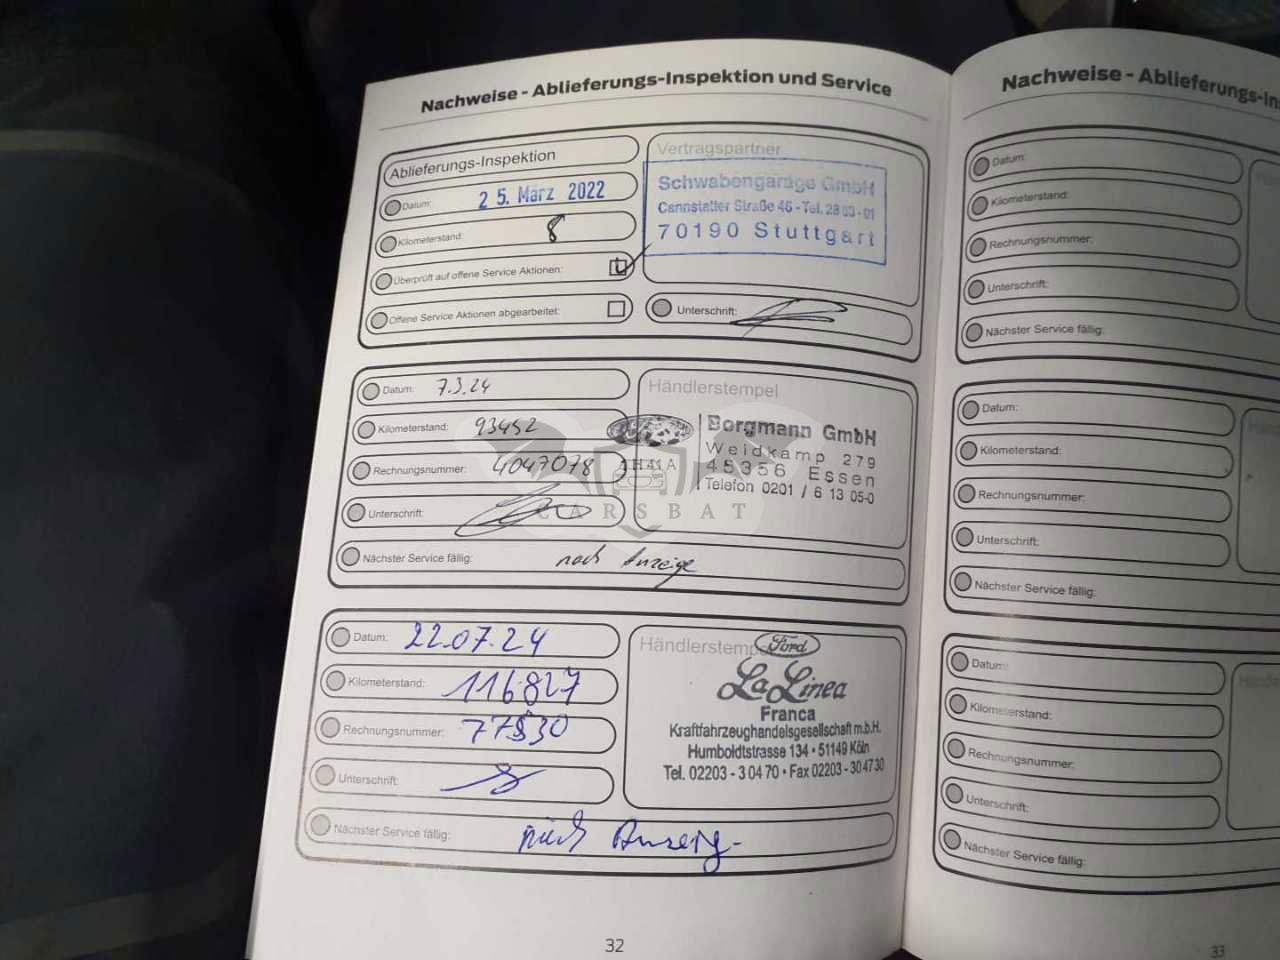 Nachweise - Ablieferungs-Inspektion und Service
Ablieferungs-Inspektion
Datum: 25. März 2022
Kilometerstand: 8
Überprüft auf offene Service Aktionen:
Offene Service Aktionen abgearbeitet:
Vertragspartner
Schwabengarage GmbH
Cannstatter Straße 46 - Tel. 28 03-01
70190 Stuttgart
Unterschrift:
Datum: 7.3.24
Kilometerstand: 93452
Rechnungsnummer: 4047078
Unterschrift:
Nächster Service fällig: nach Anzeige
Händlerstempel
Borgmann GmbH
Weidkamp 279
45356 Essen
Telefon 0201 / 6 13 05-0
CARSBAT
Datum: 22.07.24
Kilometerstand: 116827
Rechnungsnummer: 77830
Unterschrift:
Nächster Service fällig: nach Anzeig-
Händlerstempel
Ford
La Linea
Franca
Kraftfahrzeughandelsgesellschaft m.b.H.
Humboldtstrasse 134 • 51149 Köln
Tel. 02203 - 3 04 70 • Fax 02203 - 30 47 30
32
Nachweise - Ablieferungs-In
Datum:
Kilometerstand:
Rechnungsnummer:
Unterschrift:
Nächster Service fällig:
Datum:
Kilometerstand:
Rechnungsnummer:
Unterschrift:
Nächster Service fällig:
Datum:
Kilometerstand:
Rechnungsnummer:
Unterschrift:
Nächster Service fällig:
33